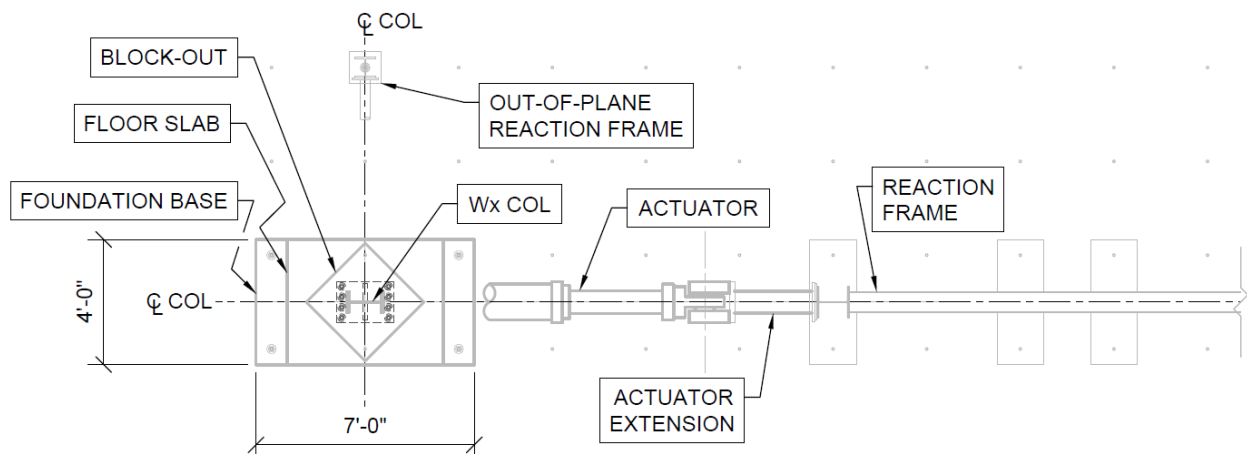 ℄ COL
BLOCK-OUT
OUT-OF-PLANE
REACTION FRAME
FLOOR SLAB
FOUNDATION BASE
Wx COL
ACTUATOR
REACTION
FRAME
℄ COL
4'-0"
7'-0"
ACTUATOR
EXTENSION